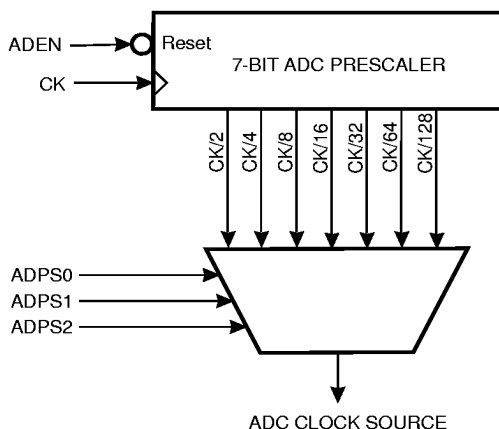 ADEN
Reset
7-BIT ADC PRESCALER
CK
CK/2
CK/4
CK/8
CK/16
CK/32
CK/64
CK/128
ADPS0
ADPS1
ADPS2
ADC CLOCK SOURCE